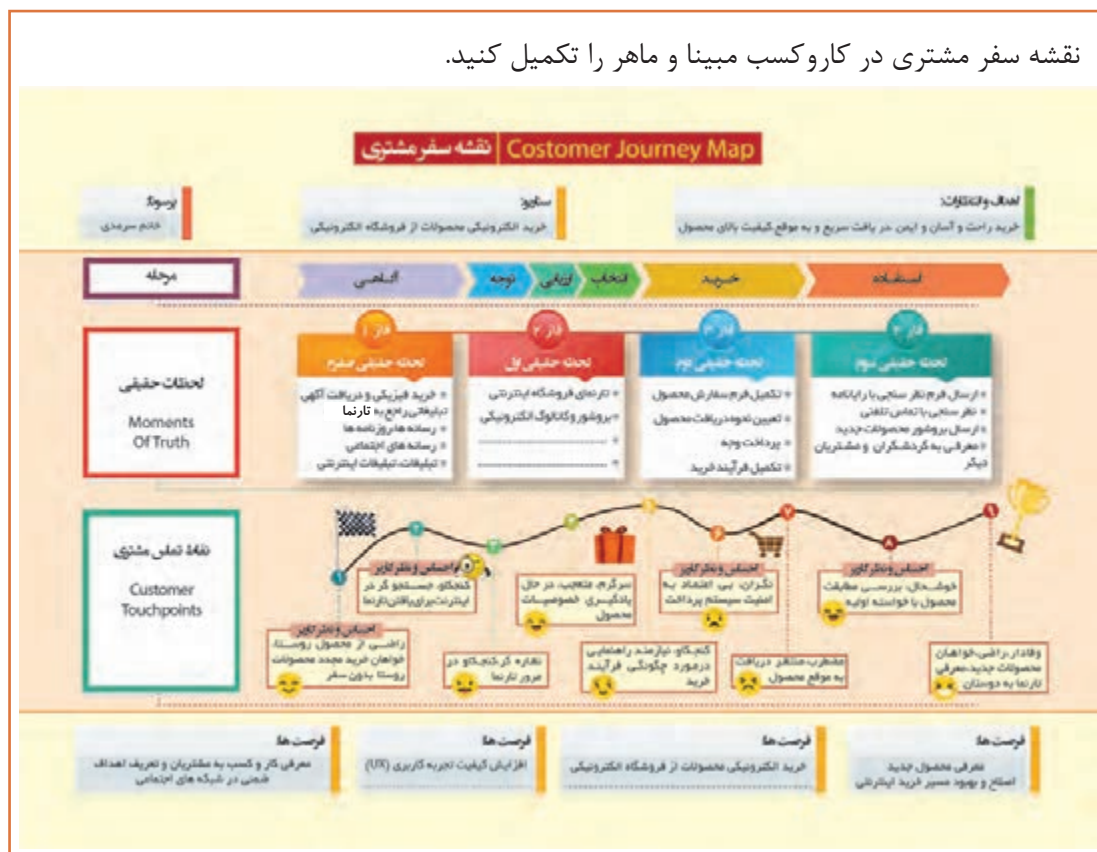 نقشه سفر مشتری در کاروکسب مبینا و ماهر را تکمیل کنید.
نقشه سفر مشتری | Costomer Journey Map
اهداف و انتظارات:
خرید راحت و آسان و ایمن، در یافت سریع و به موقع کیفیت بالای محصول
سناریو:
خرید الکترونیکی محصولات از فروشگاه الکترونیکی
پرسونا:
خانم سرمدی
مرحله
آگاهی
توجه
ارزیابی
انتخاب
خرید
استفاده
لحظات حقیقی
Moments
Of Truth
فاز ۱
لحظه حقیقی صفرم
خرید فیزیکی و دریافت آگهی
تبلیغاتی راجع به تارنما
رسانه ها، روزنامه ها
رسانه های اجتماعی
تبلیغات، تبلیغات اینترنتی
فاز ۲
لحظه حقیقی اول
تارنمای فروشگاه اینترنتی
بروشور و کاتالوگ الکترونیکی
فاز ۳
لحظه حقیقی دوم
تکمیل فرم سفارش محصول
تعیین نحوه دریافت محصول
پرداخت وجه
تکمیل فرآیند خرید
لحظه حقیقی سوم
ارسال فرم نظر سنجی با رایانامه
نظر سنجی با تماس تلفنی
ارسال بروشور محصولات جدید
معرفی به گردشگران و مشتریان
دیگر
نقاط تماس مشتری
Customer
Touchpoints
احساس و تفکر کاربر
راضی از محصول روستا،
خواهان خرید مجدد محصولات
روستا بدون سفر
احساس و تفکر کاربر
کنجکاو، جستجو گر در
اینترنت برای یافتن تارنما
نظاره گر، کنجکاو در
مرور تارنما
سرگرم، متعجب، در حال
یادگیری خصوصیات
محصول
کنجکاو، نیازمند راهنمایی
درمورد چگونگی فرآیند
خرید
احساس و تفکر کاربر
نگران، بی اعتماد به
امنیت سیستم پرداخت
مضطرب، منتظر دریافت
به موقع محصول
احساس و تفکر کاربر
خوشحال، بررسی مطابقت
محصول با خواسته اولیه
وفادار، راضی، خواهان
محصولات جدید، معرفی
تارنما به دوستان
فرصت ها:
معرفی کار و کسب به مشتریان و تعریف اهداف
ضمنی در شبکه های اجتماعی
فرصت ها:
افزایش کیفیت تجربه کاربری (UX)
فرصت ها:
خرید الکترونیکی محصولات از فروشگاه الکترونیکی
فرصت ها:
معرفی محصول جدید
اصلاح و بهبود مسیر خرید اینترنتی